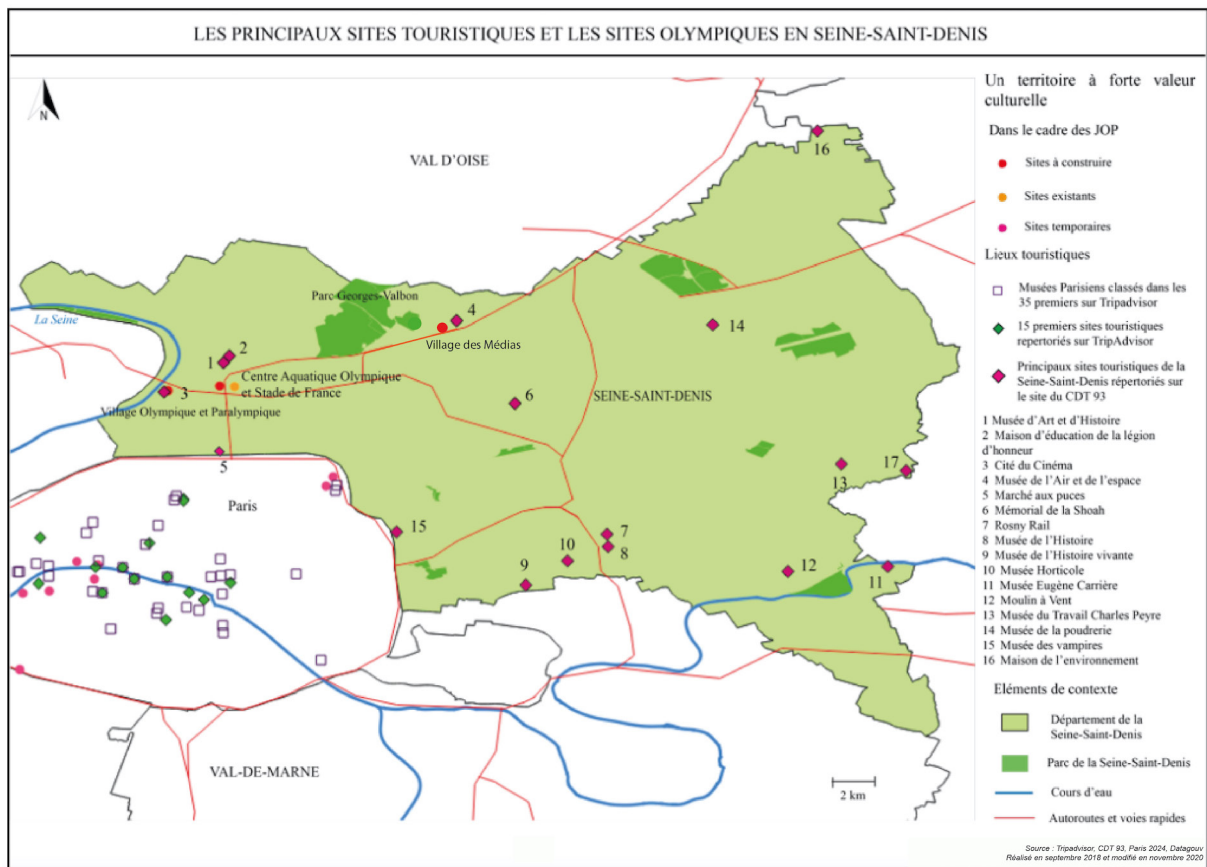 LES PRINCIPAUX SITES TOURISTIQUES ET LES SITES OLYMPIQUES EN SEINE-SAINT-DENIS
N
VAL D'OISE
16
Parc Georges-Valbon
La Seine
4
14
Village des Médias
2
1
Centre Aquatique Olympique
et Stade de France
3
6
SEINE-SAINT-DENIS
Village Olympique et Paralympique
5
13
17
Paris
15
7
8
10
9
12
11
VAL-DE-MARNE
2 km
Un territoire à forte valeur
culturelle
Dans le cadre des JOP
Sites à construire
Sites existants
Sites temporaires
Lieux touristiques
Musées Parisiens classés dans les
35 premiers sur Tripadvisor
15 premiers sites touristiques
repertoriés sur TripAdvisor
Principaux sites touristiques de la
Seine-Saint-Denis répertoriés sur
le site du CDT 93
1 Musée d'Art et d'Histoire
2 Maison d'éducation de la légion
d'honneur
3 Cité du Cinéma
4 Musée de l'Air et de l'espace
5 Marché aux puces
6 Mémorial de la Shoah
7 Rosny Rail
8 Musée de l'Histoire
9 Musée de l'Histoire vivante
10 Musée Horticole
11 Musée Eugène Carrière
12 Moulin à Vent
13 Musée du Travail Charles Peyre
14 Musée de la poudrerie
15 Musée des vampires
16 Maison de l'environnement
Eléments de contexte
Département de la
Seine-Saint-Denis
Parc de la Seine-Saint-Denis
Cours d'eau
Autoroutes et voies rapides
Source : Tripadvisor, CDT 93, Paris 2024, Datagouv
Réalisé en septembre 2018 et modifié en novembre 2020